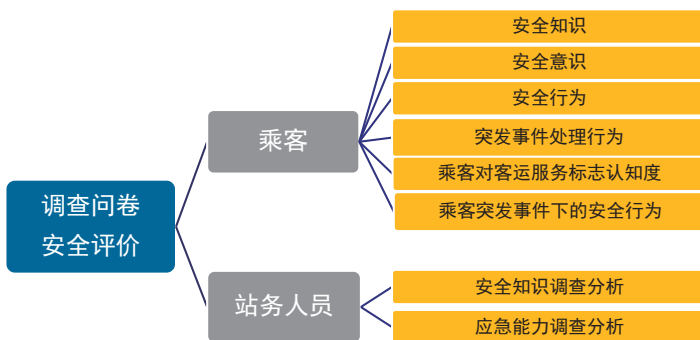 调查问卷
安全评价
乘客
安全知识
安全意识
安全行为
突发事件处理行为
乘客对客运服务标志认知度
乘客突发事件下的安全行为
站务人员
安全知识调查分析
应急能力调查分析